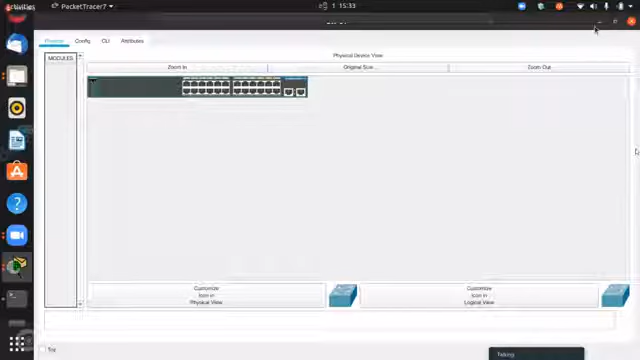 Activities
PacketTracer7
1 15:33
Config
CLI
Attributes
MODULES
Physical Device View
Zoom In
Original Size
Zoom Out
Customize
Icon in
Physical View
Customize
Icon in
Logical View
Top
Talking: